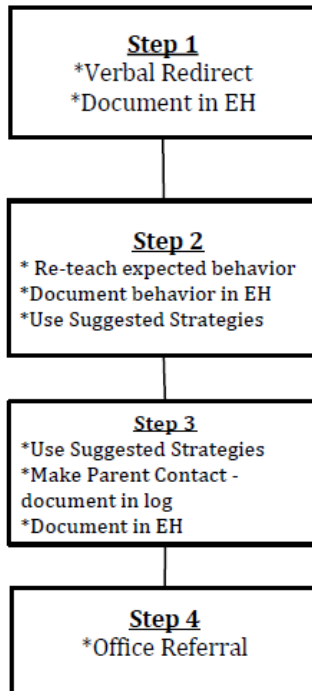 Step 1
*Verbal Redirect
*Document in EH
Step 2
* Re-teach expected behavior
*Document behavior in EH
*Use Suggested Strategies
Step 3
*Use Suggested Strategies
*Make Parent Contact -
document in log
*Document in EH
Step 4
*Office Referral